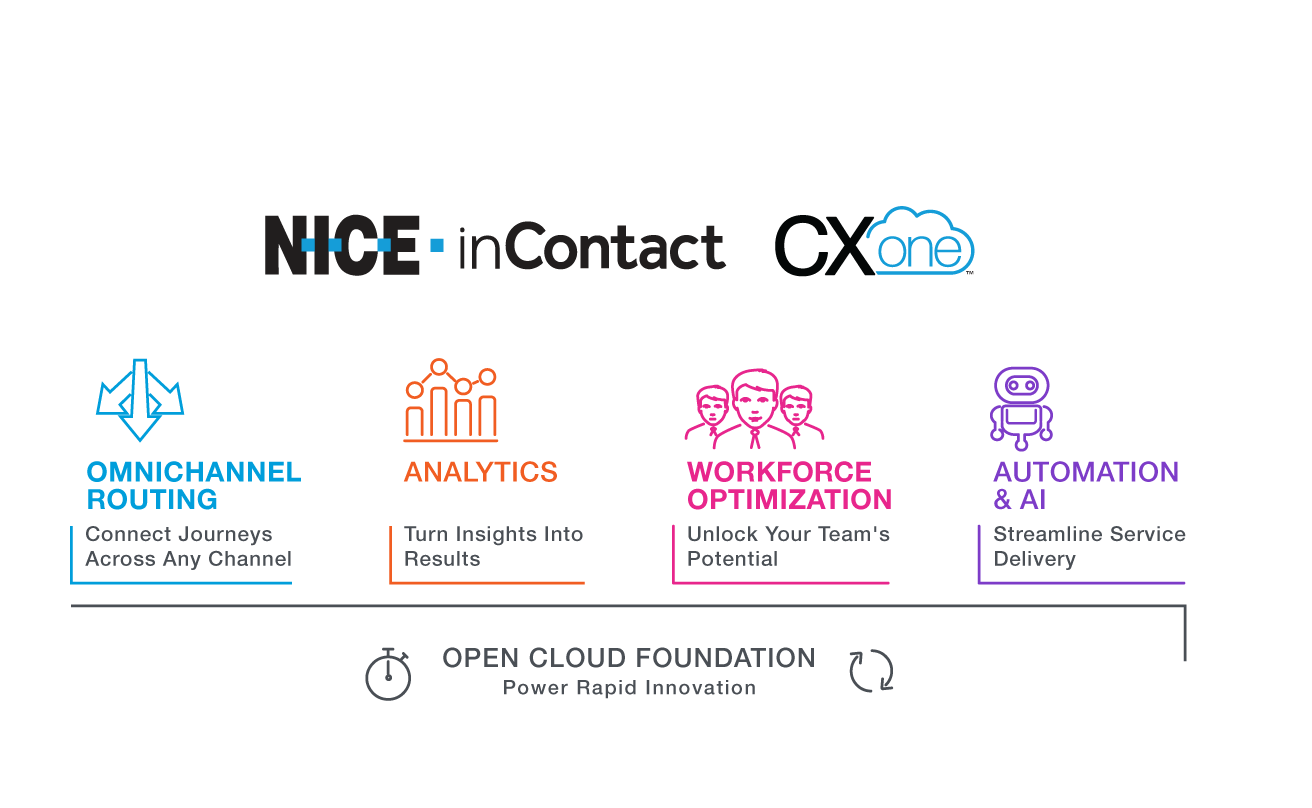 NICE inContact CXone™
OMNICHANNEL
ROUTING
Connect Journeys
Across Any Channel
ANALYTICS
Turn Insights Into
Results
WORKFORCE
OPTIMIZATION
Unlock Your Team's
Potential
AUTOMATION
& AI
Streamline Service
Delivery
OPEN CLOUD FOUNDATION
Power Rapid Innovation